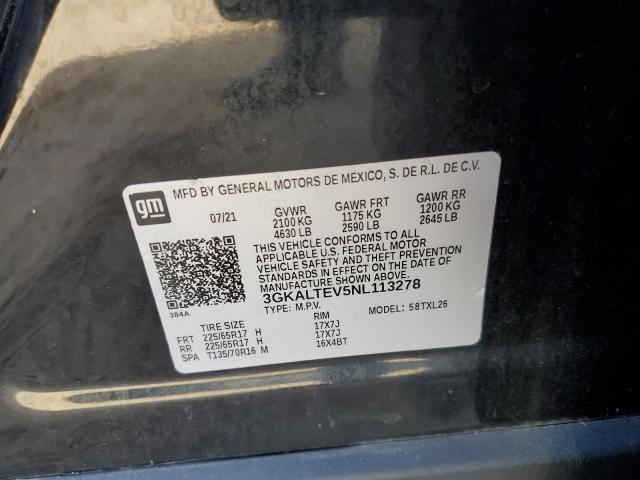 gm
MFD BY GENERAL MOTORS DE MEXICO, S. DE R.L. DE C.V.
07/21 GVWR GAWR FRT GAWR RR
2100 KG 1175 KG 1200 KG
4630 LB 2590 LB 2645 LB
THIS VEHICLE CONFORMS TO ALL
APPLICABLE U.S. FEDERAL MOTOR
VEHICLE SAFETY AND THEFT PREVENTION
STANDARDS IN EFFECT ON THE DATE OF
MANUFACTURE SHOWN ABOVE.
3GKALTEV5NL113278
384A
TYPE: M.P.V. MODEL: 58TXL26
TIRE SIZE RIM
FRT 225/65R17 H 17X7J
RR 225/65R17 H 17X7J
SPA T135/70R16 M 16X4BT